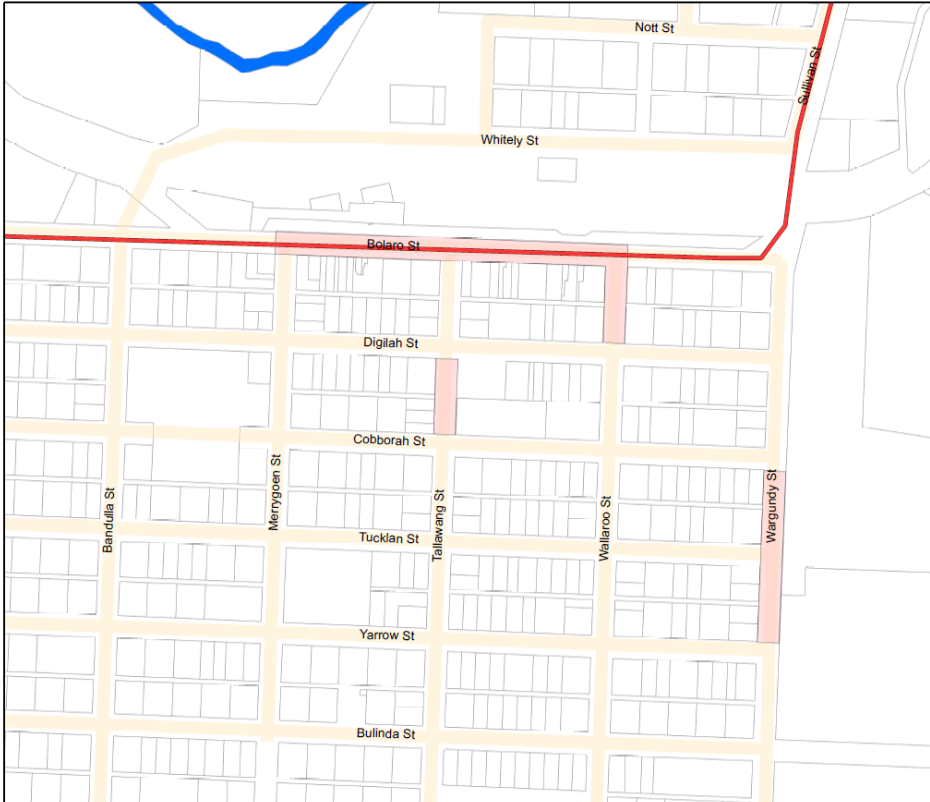 Nott St
Sullivan St
Whitely St
Bolaro St
Digilah St
Cobborah St
Bandulla St
Merrygoen St
Tallawang St
Wallaroo St
Wargundy St
Tucklan St
Yarrow St
Bulinda St